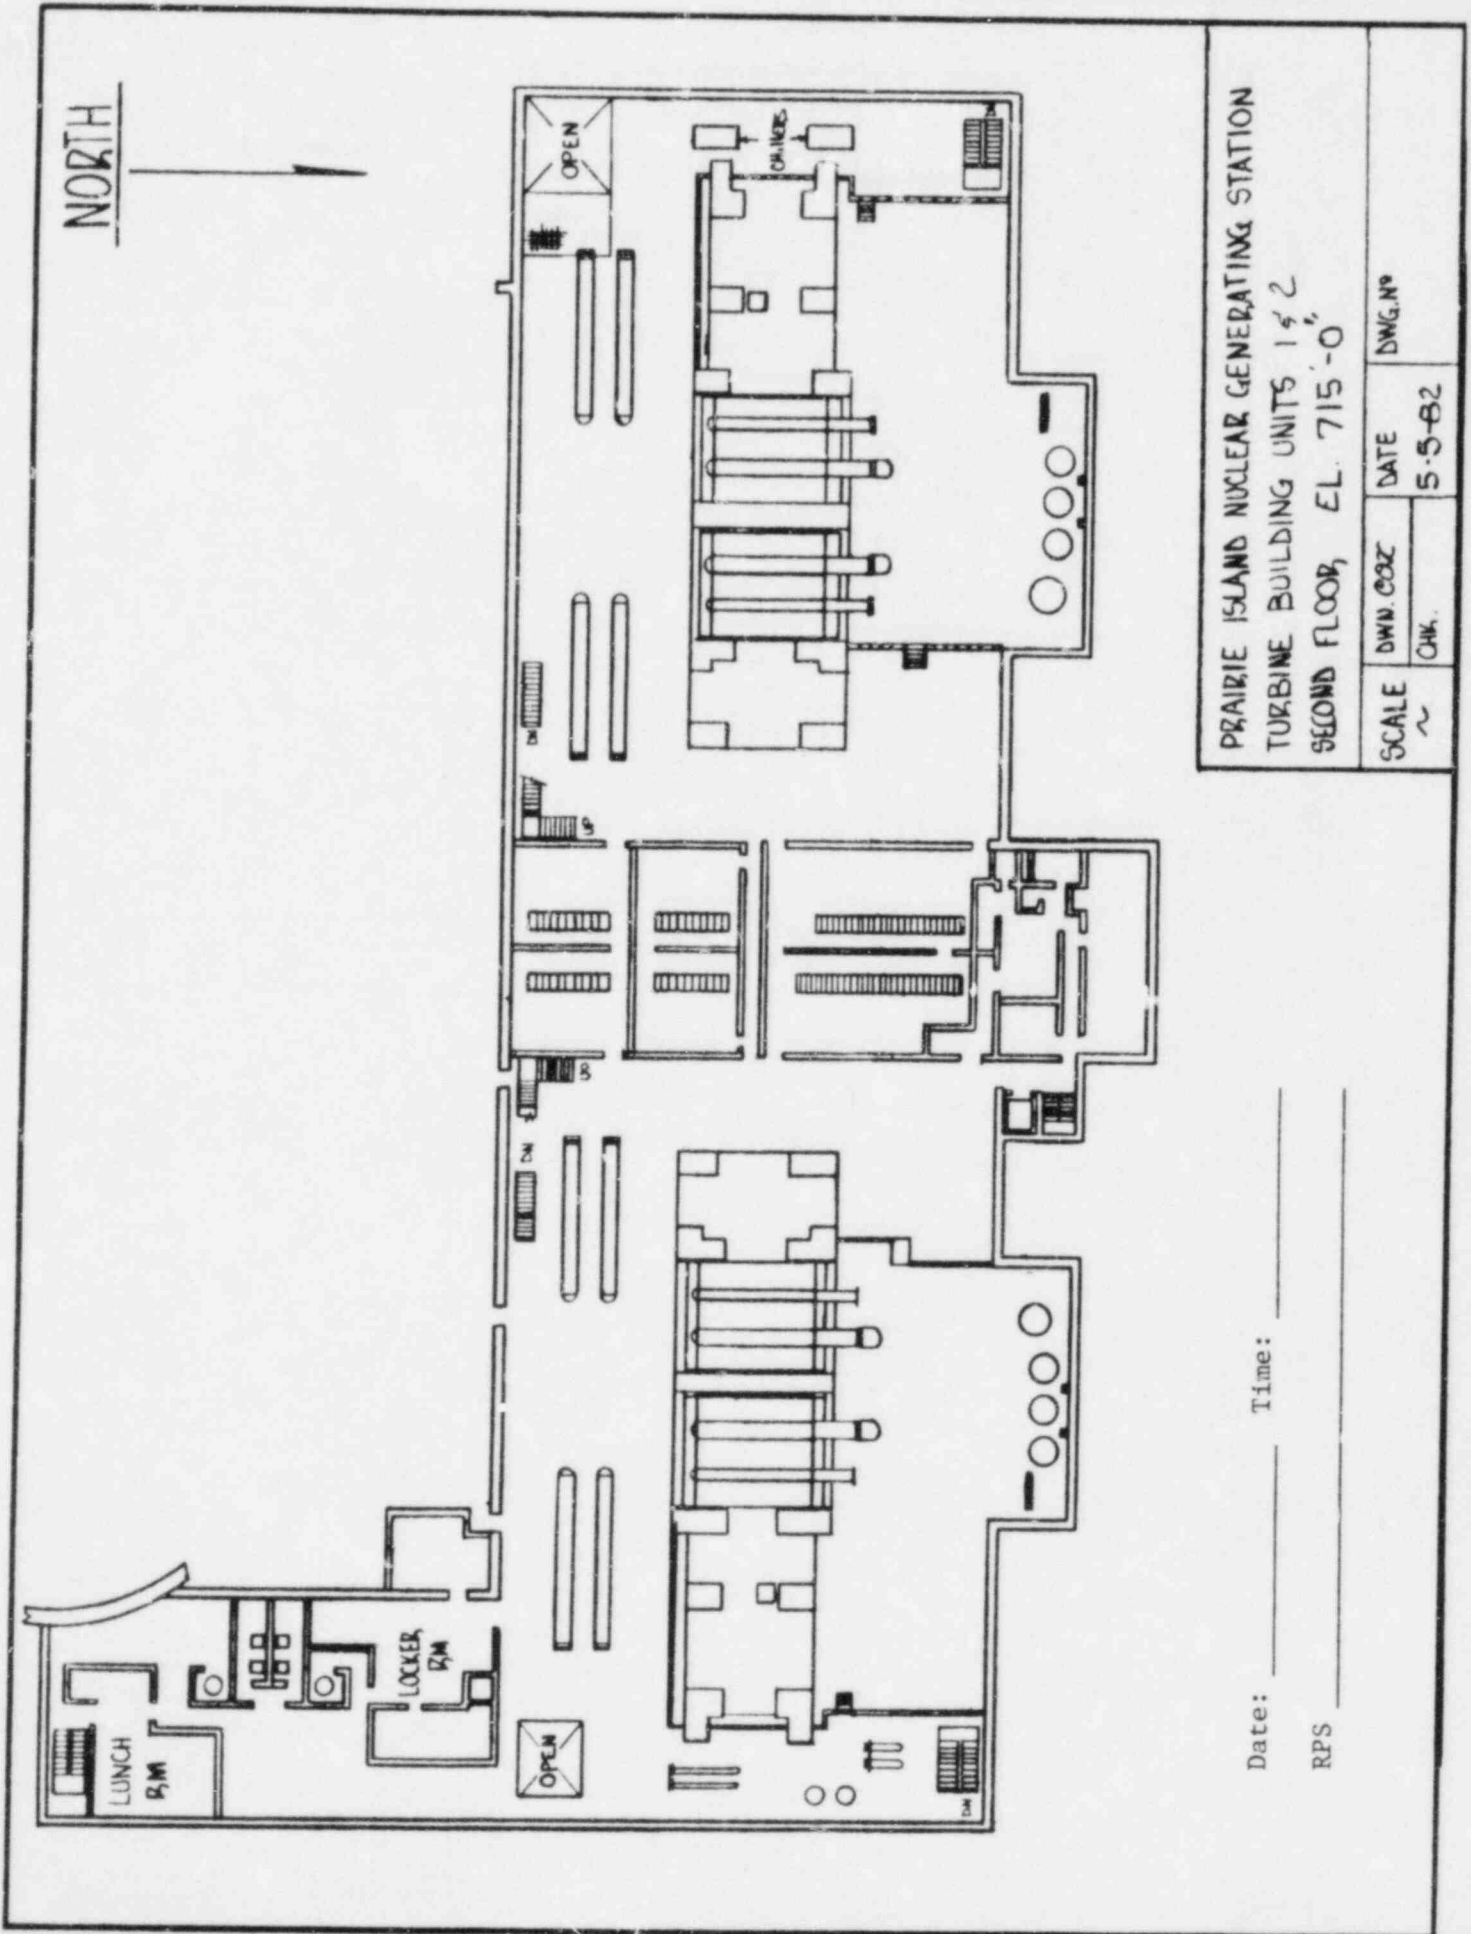 NORTH
OPEN
CHILLERS
DN
UP
UP
DN
LOCKER
RM
LUNCH
RM
OPEN
DN
PRAIRIE ISLAND NUCLEAR GENERATING STATION
TURBINE BUILDING UNITS 1 & 2
SECOND FLOOR, EL. 715'-0"
SCALE
~
DWN.
CHK.
DATE
5-5-82
DWG. Nº
Date:
Time:
RPS